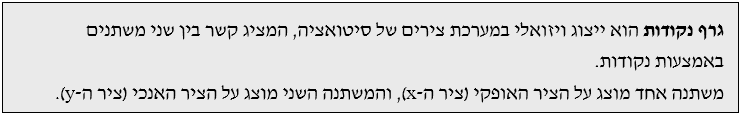 גרף נקודות הוא ייצוג ויזואלי במערכת צירים של סיטואציה, המציג קשר בין שני משתנים
באמצעות נקודות.
משתנה אחד מוצג על הציר האופקי (ציר ה-x), והמשתנה השני מוצג על הציר האנכי (ציר ה-y).